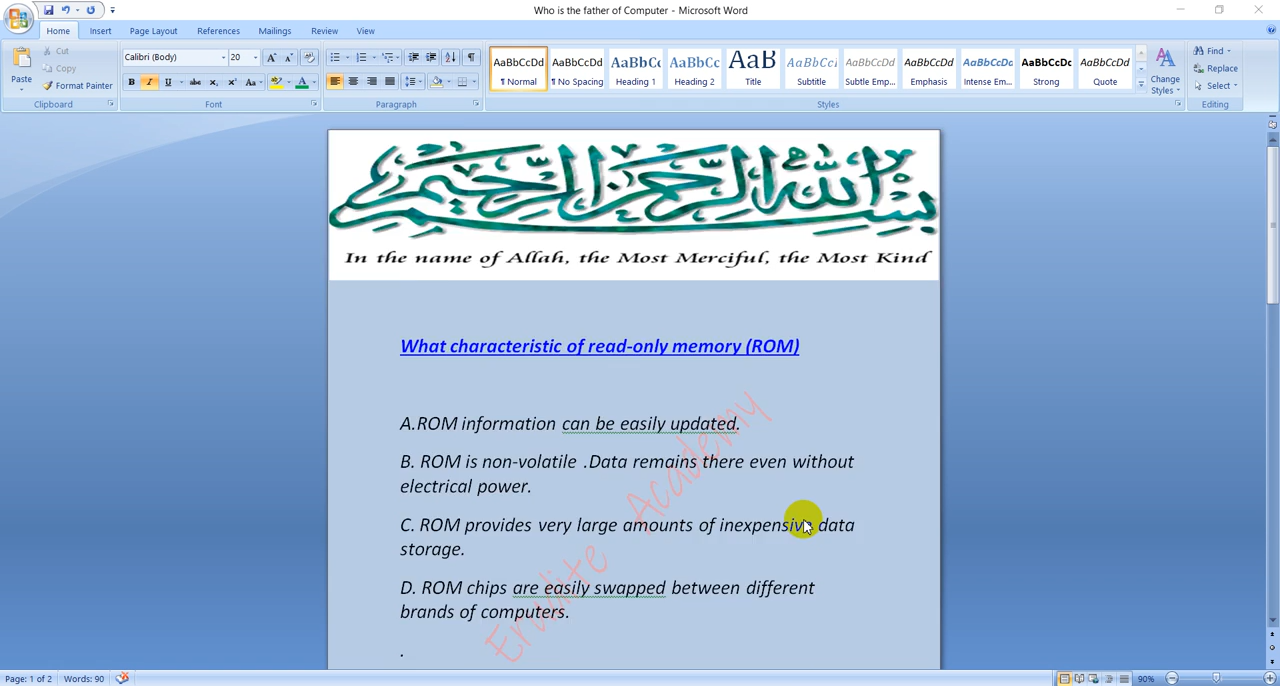 Who is the father of Computer - Microsoft Word
Home Insert Page Layout References Mailings Review View
Paste
Cut
Copy
Format Painter
Clipboard
Calibri (Body) 20
B I U abc X₂ X² Aa
Font
Paragraph
AaBbCcDd AaBbCcDd AaBbCc AaBbCc AaB AaBbCcL AaBbCcDd AaBbCcDd AaBbCcDd AaBbCcDc AaBbCcDd
¶ Normal ¶ No Spacing Heading 1 Heading 2 Title Subtitle Subtle Emp... Emphasis Intense Em... Strong Quote
Styles
Change Styles
Find
Replace
Select
Editing
بسم الله الرحمن الرحيم
In the name of Allah, the Most Merciful, the Most Kind
What characteristic of read-only memory (ROM)
A.ROM information can be easily updated.
B. ROM is non-volatile .Data remains there even without
electrical power.
C. ROM provides very large amounts of inexpensive data
storage.
D. ROM chips are easily swapped between different
brands of computers.
.
Erudite Academy
Page: 1 of 2 Words: 90 90%